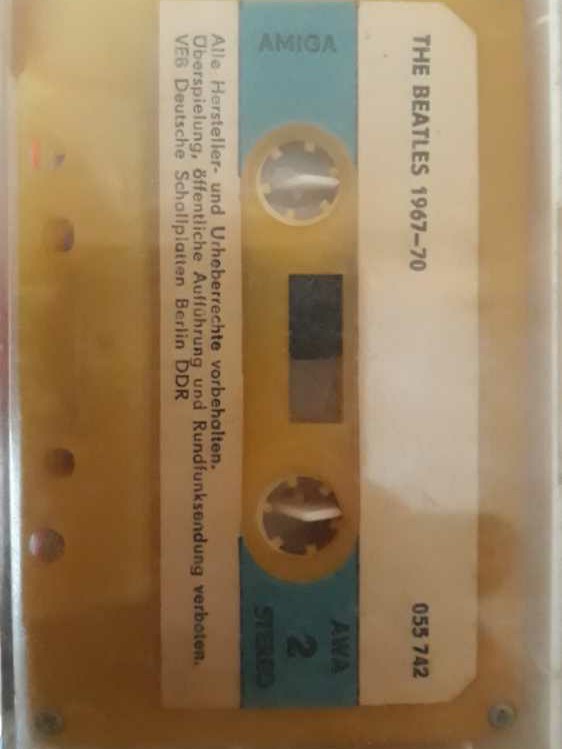 THE BEATLES 1967–70
055 742
AMIGA
AWA
2
STEREO
Alle Hersteller- und Urheberrechte vorbehalten.
Überspielung, öffentliche Aufführung und Rundfunksendung verboten.
VEB Deutsche Schallplatten Berlin DDR